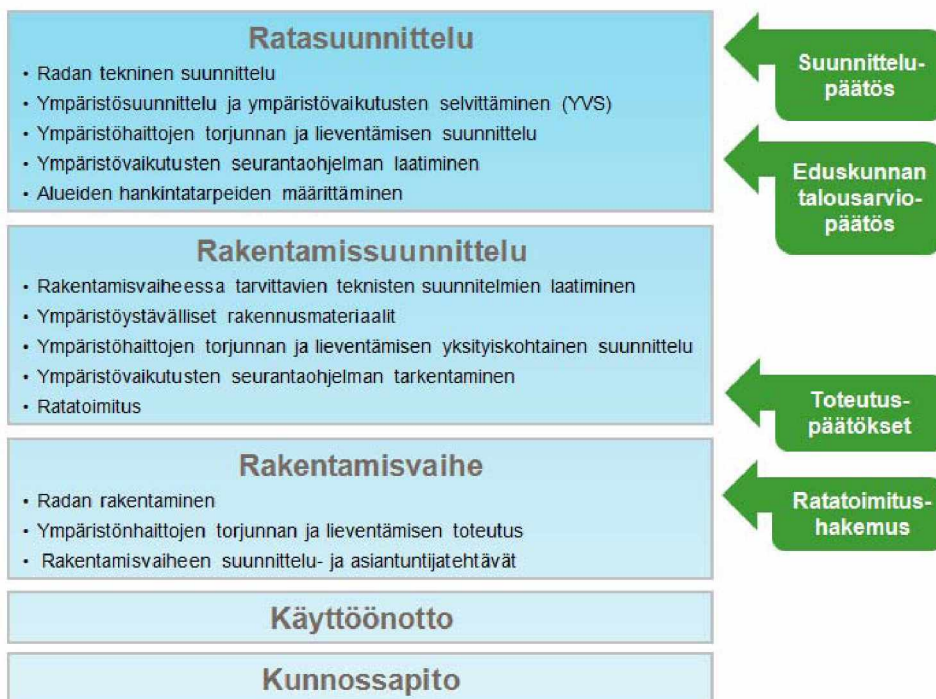 Ratasuunnittelu
• Radan tekninen suunnittelu
• Ympäristösuunnittelu ja ympäristövaikutusten selvittäminen (YVS)
• Ympäristöhaittojen torjunnan ja lieventämisen suunnittelu
• Ympäristövaikutusten seurantaohjelman laatiminen
• Alueiden hankintatarpeiden määrittäminen
Suunnittelu-
päätös
Eduskunnan
talousarvio-
päätös
Rakentamissuunnittelu
• Rakentamisvaiheessa tarvittavien teknisten suunnitelmien laatiminen
• Ympäristöystävälliset rakennusmateriaalit
• Ympäristöhaittojen torjunnan ja lieventämisen yksityiskohtainen suunnittelu
• Ympäristövaikutusten seurantaohjelman tarkentaminen
• Ratatoimitus
Toteutus-
päätökset
Rakentamisvaihe
• Radan rakentaminen
• Ympäristönhaittojen torjunnan ja lieventämisen toteutus
• Rakentamisvaiheen suunnittelu- ja asiantuntijatehtävät
Ratatoimitus-
hakemus
Käyttöönotto
Kunnossapito